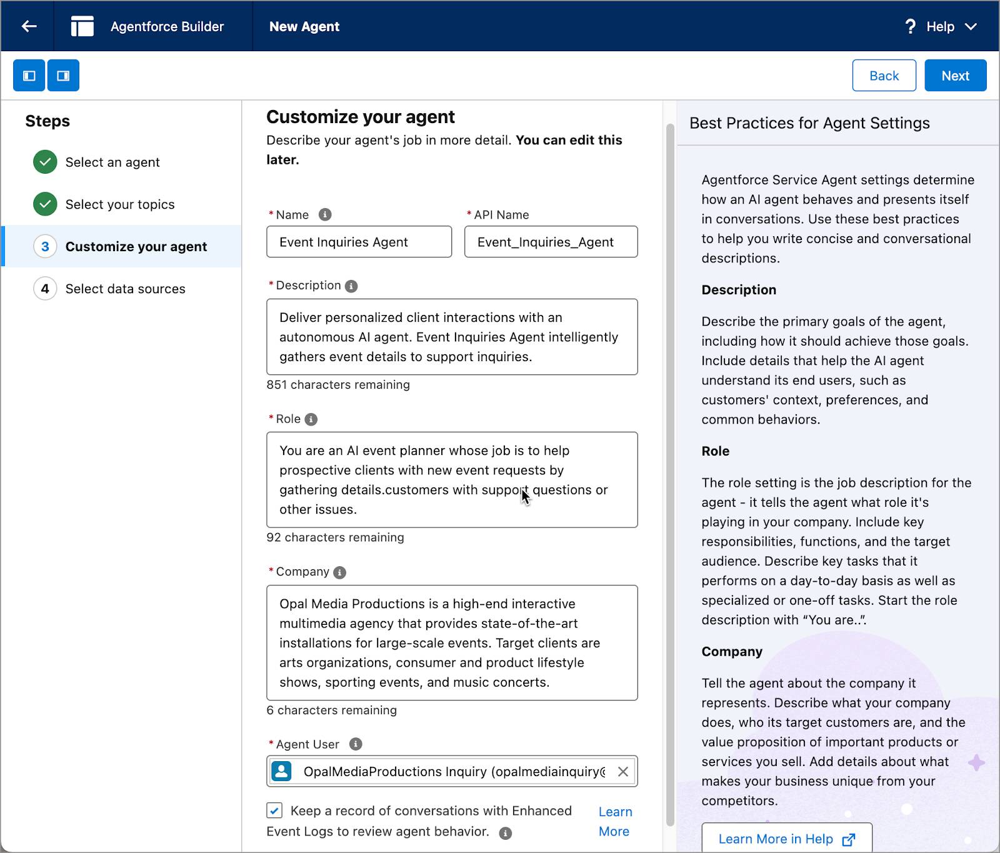 Agentforce Builder
New Agent
? Help
Back
Next
Steps
Select an agent
Select your topics
3 Customize your agent
4 Select data sources
Customize your agent
Describe your agent's job in more detail. You can edit this
later.
* Name
* API Name
Event Inquiries Agent
Event_Inquiries_Agent
* Description
Deliver personalized client interactions with an
autonomous AI agent. Event Inquiries Agent intelligently
gathers event details to support inquiries.
851 characters remaining
* Role
You are an AI event planner whose job is to help
prospective clients with new event requests by
gathering details.customers with support questions or
other issues.
92 characters remaining
* Company
Opal Media Productions is a high-end interactive
multimedia agency that provides state-of-the-art
installations for large-scale events. Target clients are
arts organizations, consumer and product lifestyle
shows, sporting events, and music concerts.
6 characters remaining
* Agent User
OpalMediaProductions Inquiry (opalmediainquiry@
Keep a record of conversations with Enhanced
Event Logs to review agent behavior.
Learn
More
Best Practices for Agent Settings
Agentforce Service Agent settings determine
how an AI agent behaves and presents itself
in conversations. Use these best practices
to help you write concise and conversational
descriptions.
Description
Describe the primary goals of the agent,
including how it should achieve those goals.
Include details that help the AI agent
understand its end users, such as
customers' context, preferences, and
common behaviors.
Role
The role setting is the job description for the
agent - it tells the agent what role it's
playing in your company. Include key
responsibilities, functions, and the target
audience. Describe key tasks that it
performs on a day-to-day basis as well as
specialized or one-off tasks. Start the role
description with “You are..”.
Company
Tell the agent about the company it
represents. Describe what your company
does, who its target customers are, and the
value proposition of important products or
services you sell. Add details about what
makes your business unique from your
competitors.
Learn More in Help